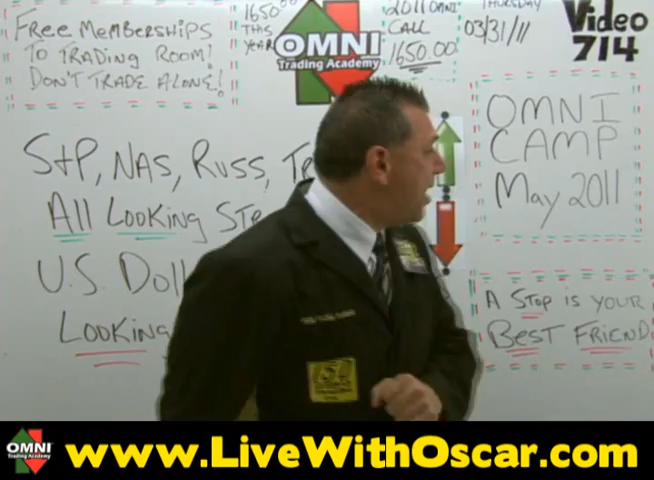 Free Memberships
To Trading Room!
Don't Trade Alone!
1650.00
THIS
YEAR
OMNI
Trading Academy
2011 OMNI
CALL
1650.00
THURSDAY
03/31/11
Video
714
S+P, NAS, RUSS,
All Looking
U.S.
Looking
OMNI
CAMP
May 2011
A STOP IS YOUR
BEST FRIEND
OMNI
Trading Academy
www.LiveWithOscar.com